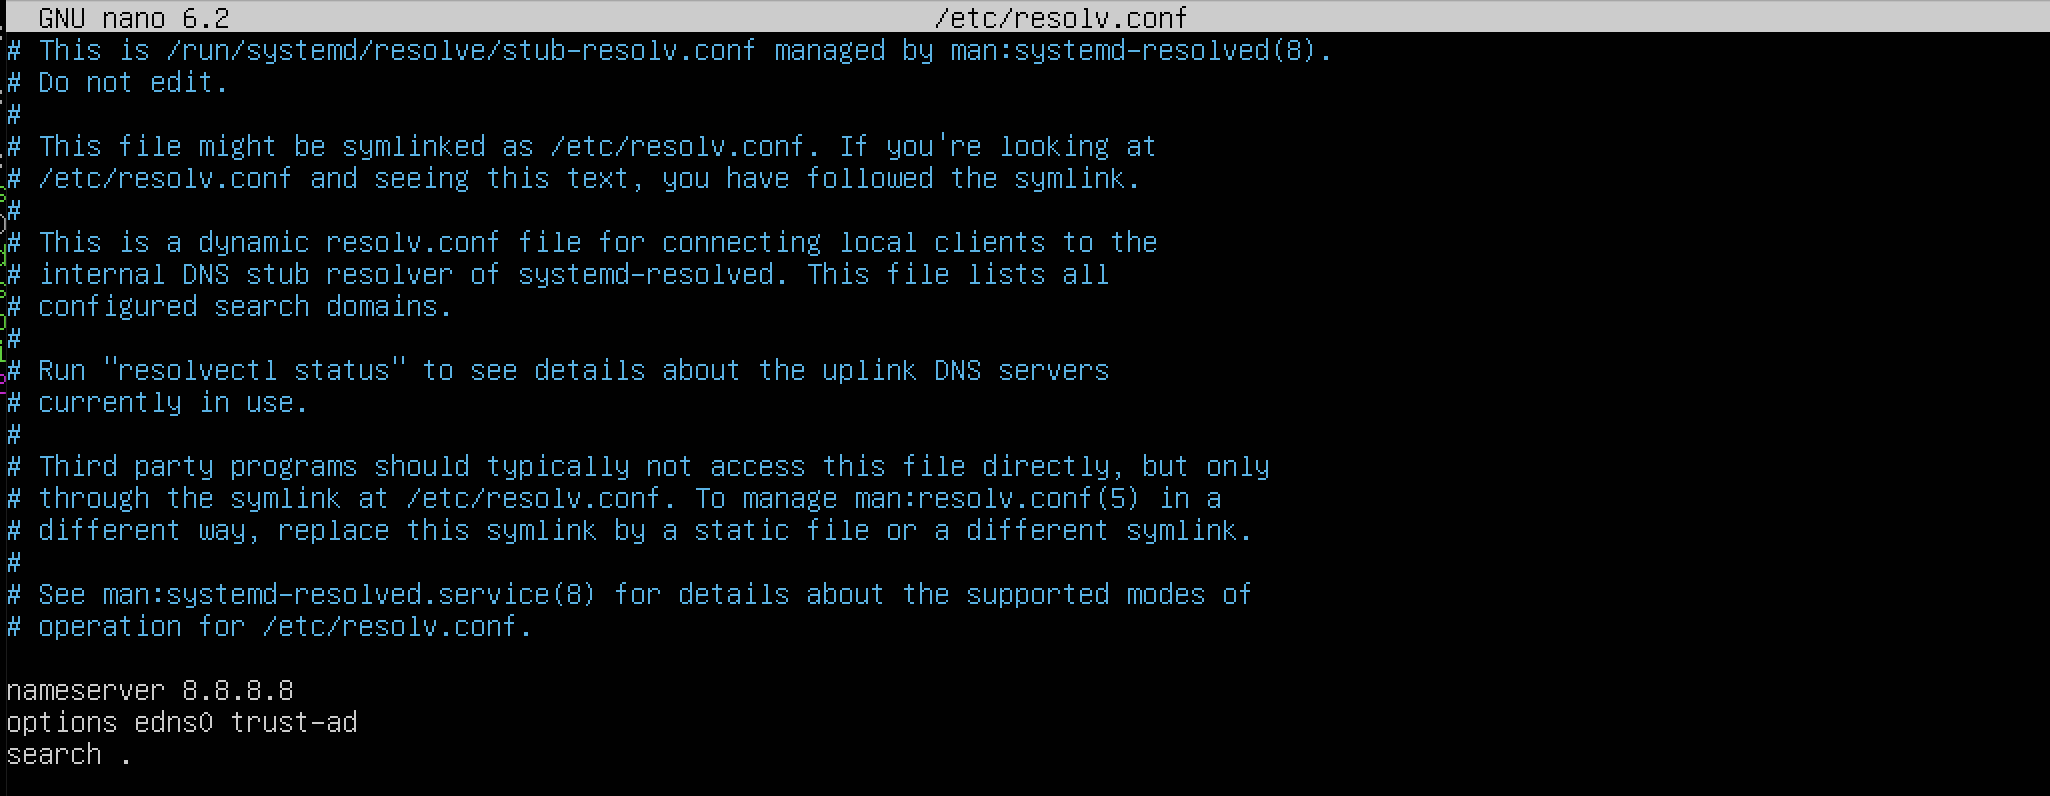 GNU nano 6.2 /etc/resolv.conf
# This is /run/systemd/resolve/stub-resolv.conf managed by man:systemd-resolved(8).
# Do not edit.
#
# This file might be symlinked as /etc/resolv.conf. If you're looking at
# /etc/resolv.conf and seeing this text, you have followed the symlink.
#
# This is a dynamic resolv.conf file for connecting local clients to the
# internal DNS stub resolver of systemd-resolved. This file lists all
# configured search domains.
#
# Run "resolvectl status" to see details about the uplink DNS servers
# currently in use.
#
# Third party programs should typically not access this file directly, but only
# through the symlink at /etc/resolv.conf. To manage man:resolv.conf(5) in a
# different way, replace this symlink by a static file or a different symlink.
#
# See man:systemd-resolved.service(8) for details about the supported modes of
# operation for /etc/resolv.conf.
nameserver 8.8.8.8
options edns0 trust-ad
search .